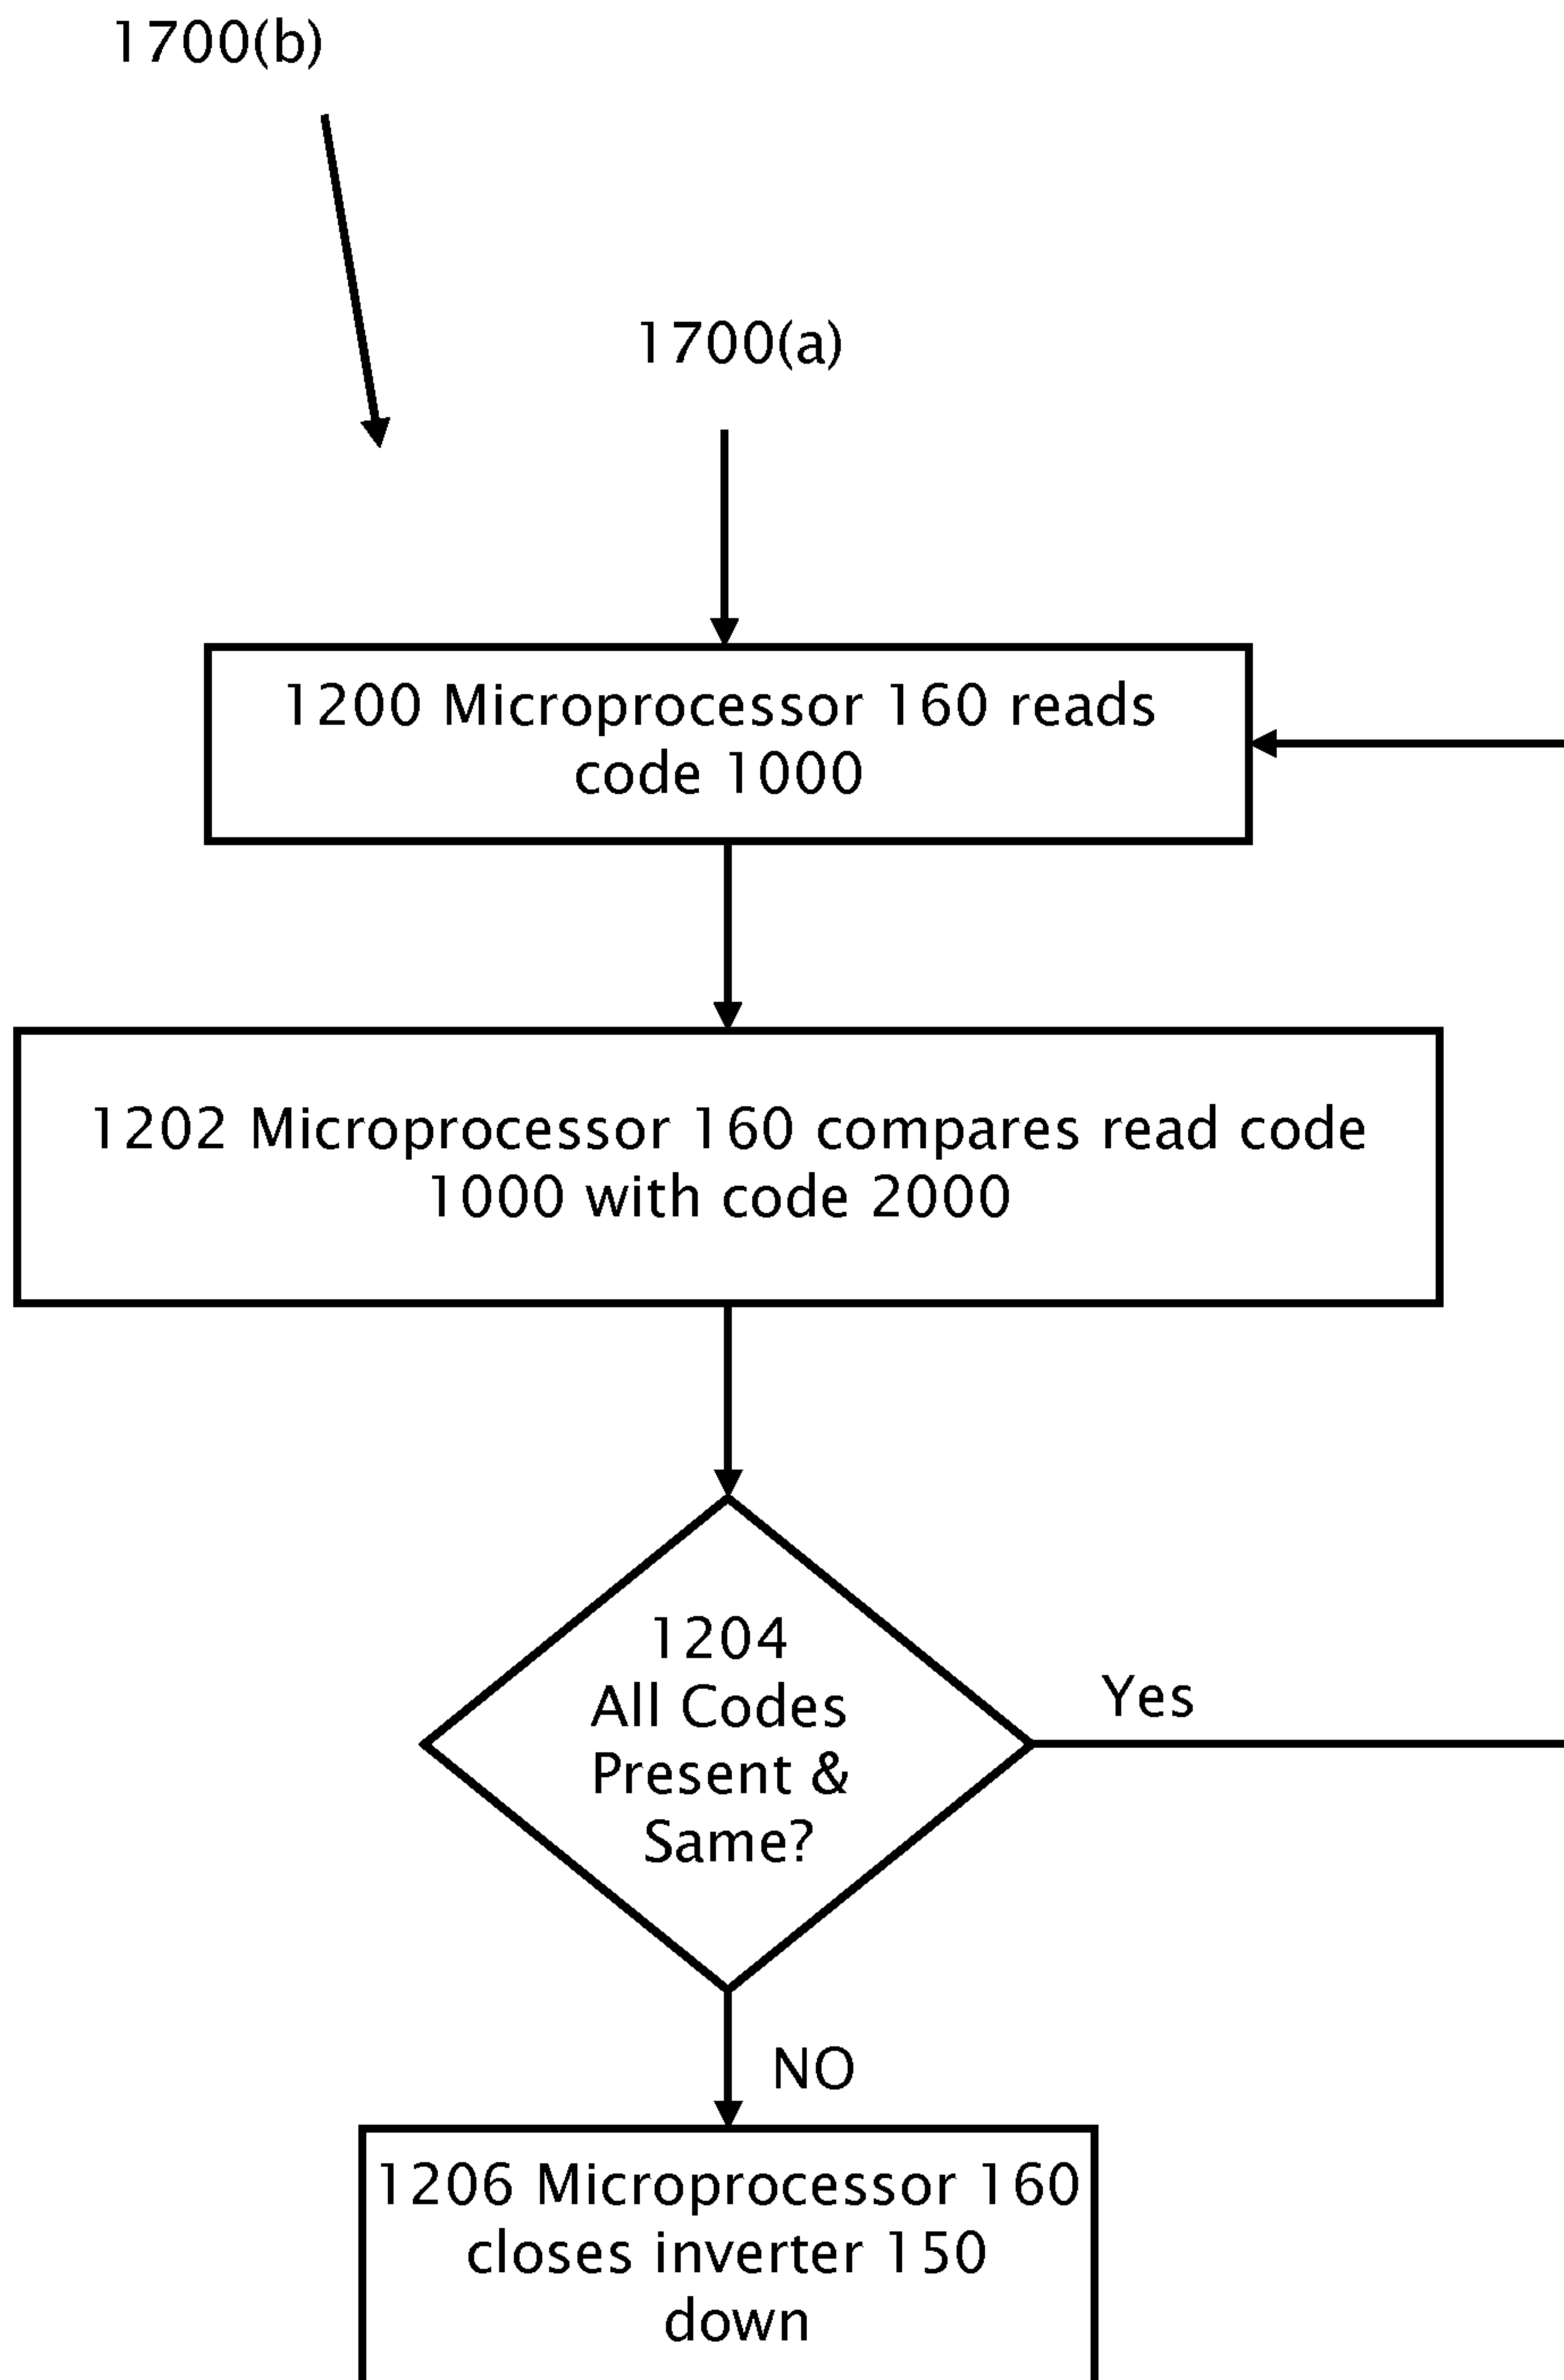 1700(b)
1700(a)
1200 Microprocessor 160 reads
code 1000
1202 Microprocessor 160 compares read code
1000 with code 2000
1204
All Codes
Present &
Same?
Yes
NO
1206 Microprocessor 160
closes inverter 150
down